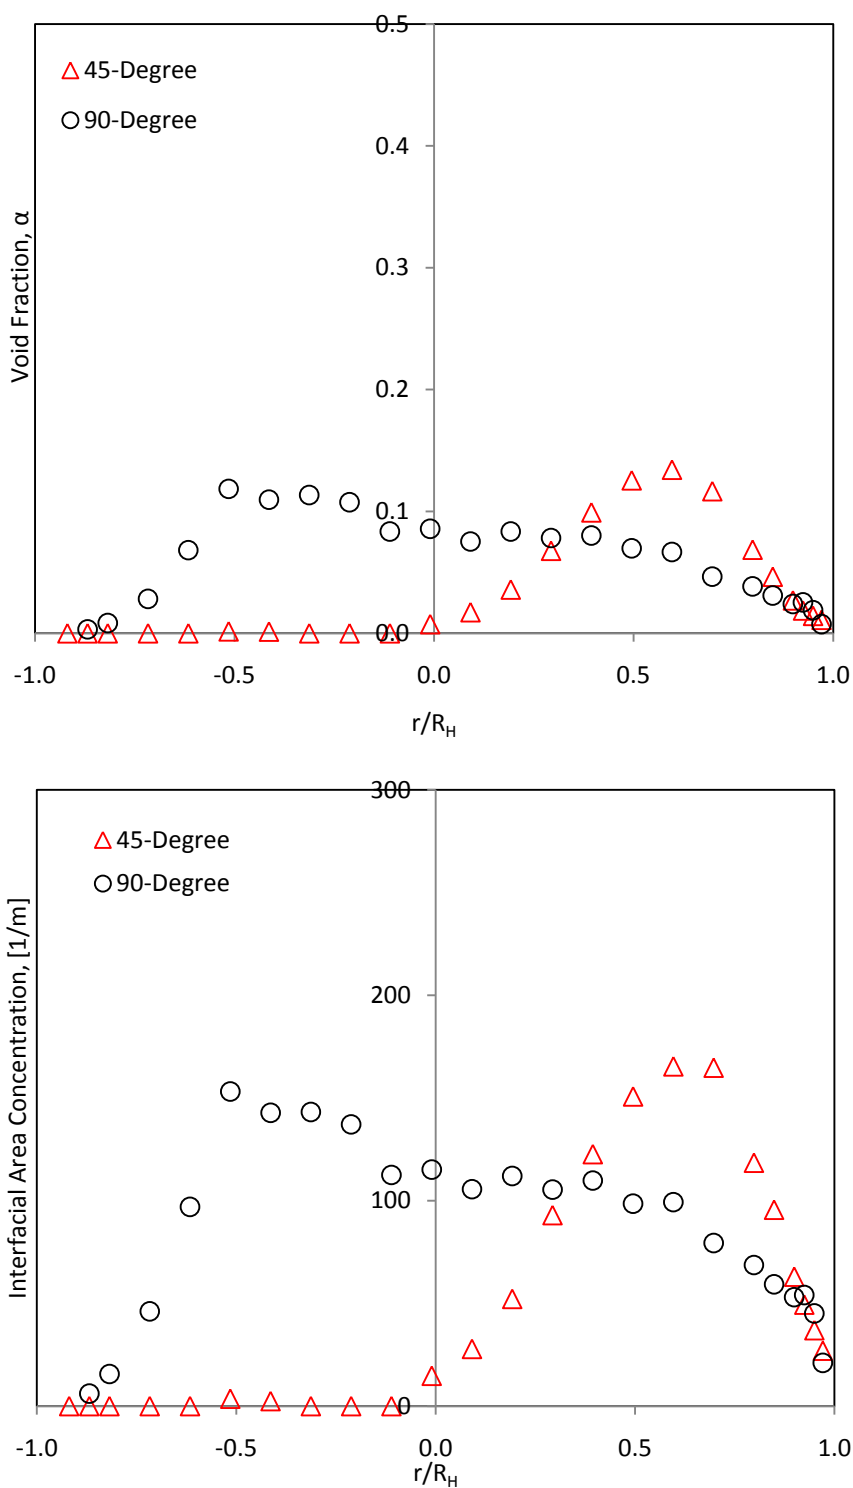 0.5
45-Degree
90-Degree
0.4
0.3
Void Fraction, α
0.2
0.1
0.0
-1.0 -0.5 0.0 0.5 1.0
r/R_H
300
45-Degree
90-Degree
Interfacial Area Concentration, [1/m]
200
100
0
-1.0 -0.5 0.0 0.5 1.0
r/R_H